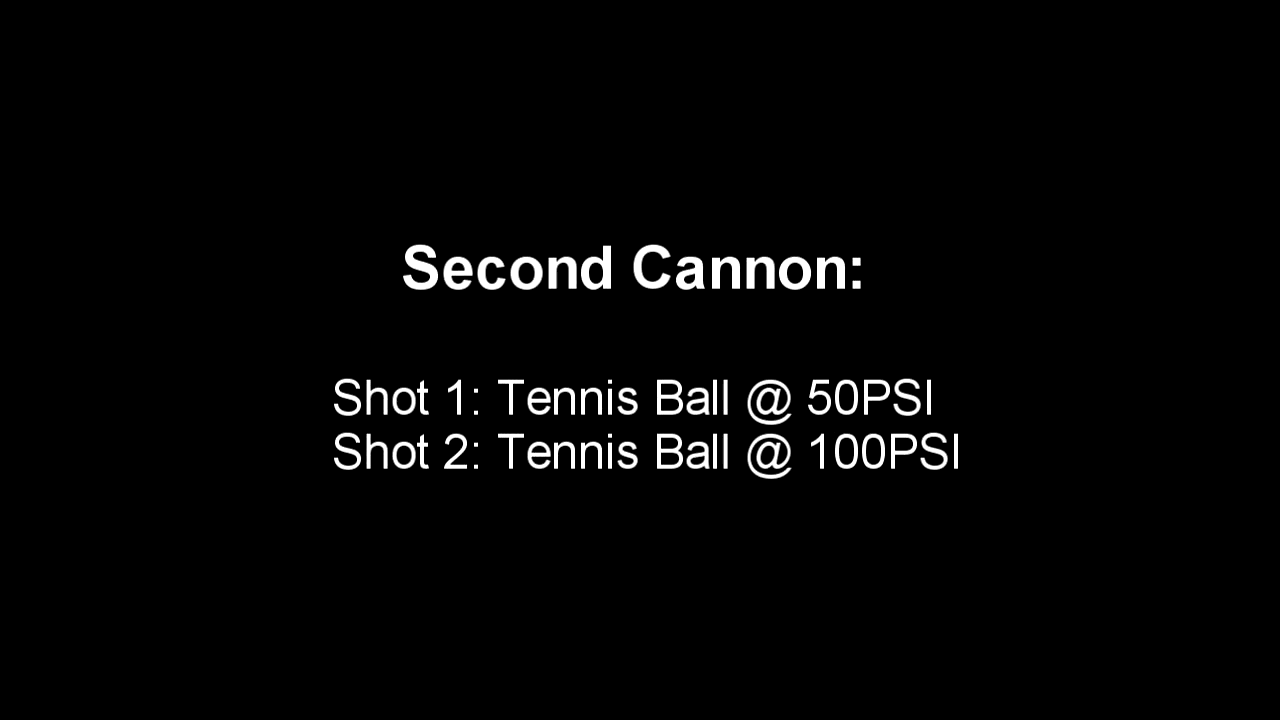 Second Cannon:
Shot 1: Tennis Ball @ 50PSI
Shot 2: Tennis Ball @ 100PSI